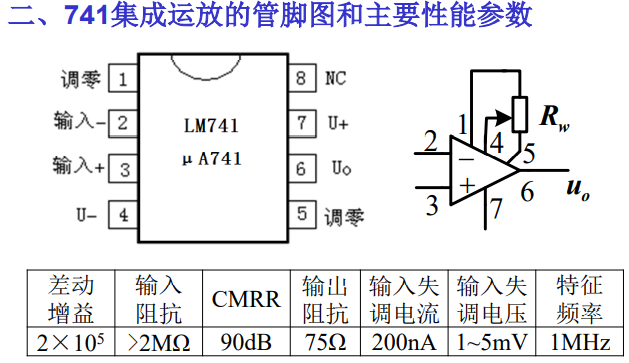 二、741集成运放的管脚图和主要性能参数
调零 1 8 NC
输入- 2 LM741 7 U+
μA741
输入+ 3 6 Uo
U- 4 5 调零
1 4 5 Rw
2 − 6 uo
3 + 7
差动增益 输入阻抗 CMRR 输出阻抗 输入失调电流 输入失调电压 特征频率
2×10⁵ >2MΩ 90dB 75Ω 200nA 1~5mV 1MHz